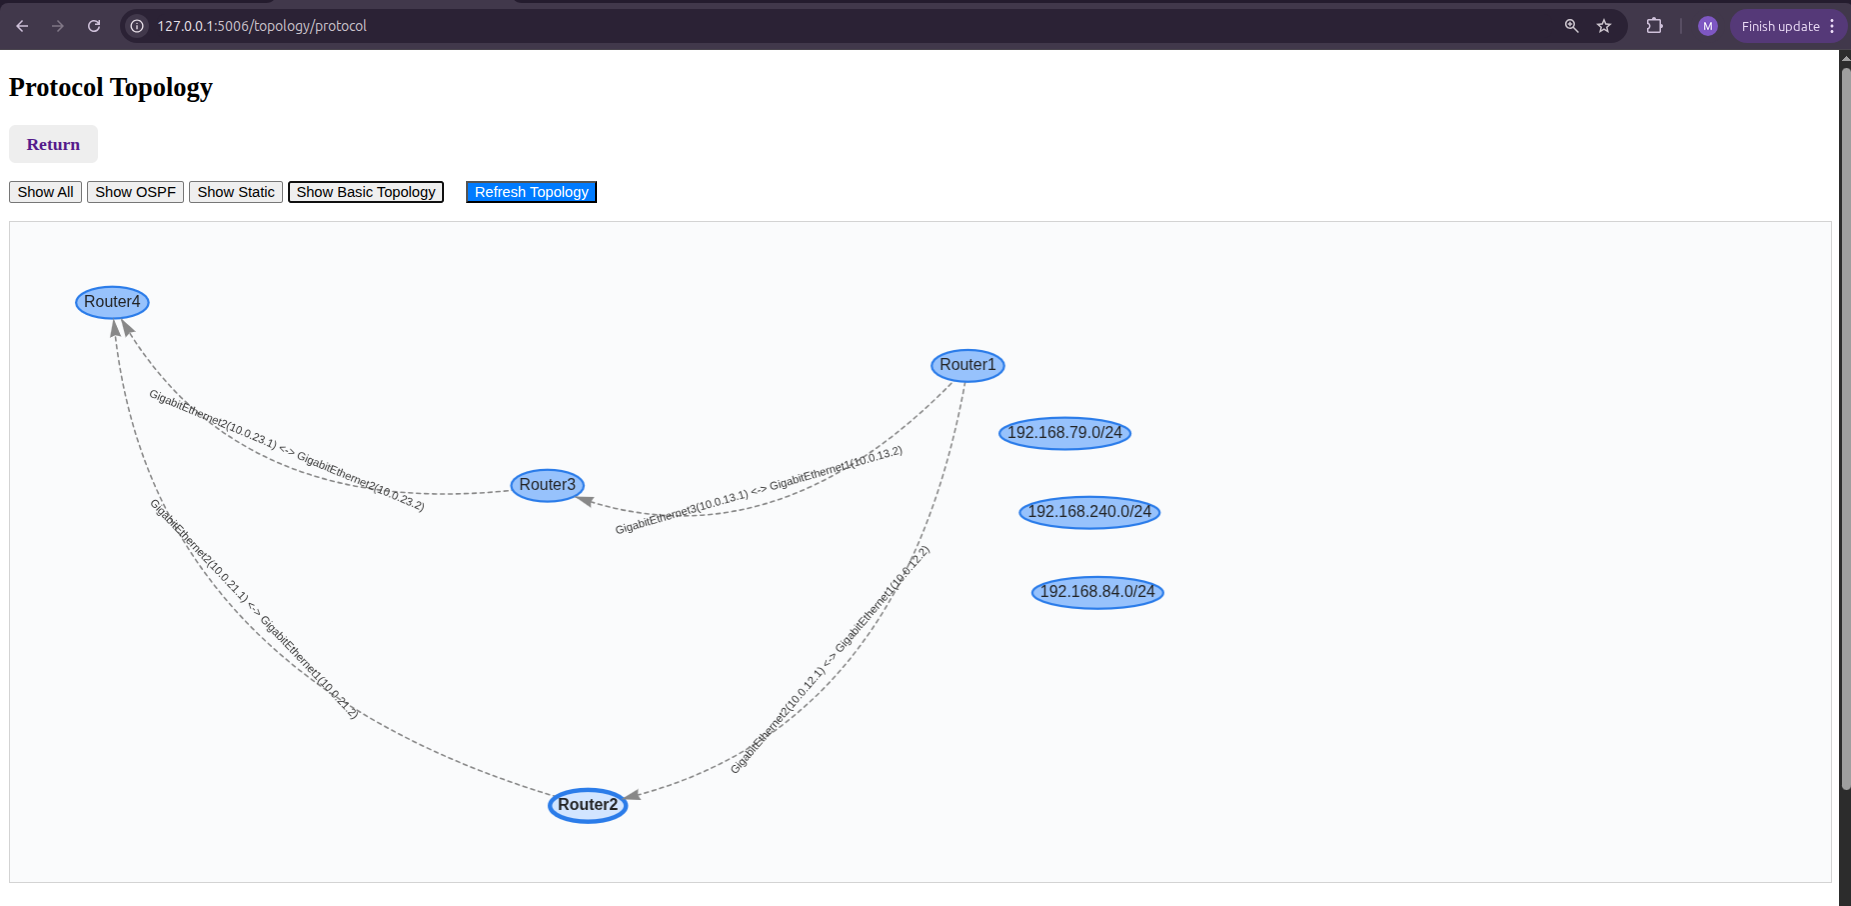 127.0.0.1:5006/topology/protocol
M
Finish update
Protocol Topology
Return
Show All
Show OSPF
Show Static
Show Basic Topology
Refresh Topology
Router4
Router1
192.168.79.0/24
GigabitEthernet2(10.0.23.1) <-> GigabitEthernet2(10.0.23.2)
GigabitEthernet3(10.0.13.1) <-> GigabitEthernet1(10.0.13.2)
Router3
192.168.240.0/24
GigabitEthernet2(10.0.21.1) <-> GigabitEthernet1(10.0.21.2)
GigabitEthernet2(10.0.12.1) <-> GigabitEthernet1(10.0.12.2)
192.168.84.0/24
Router2